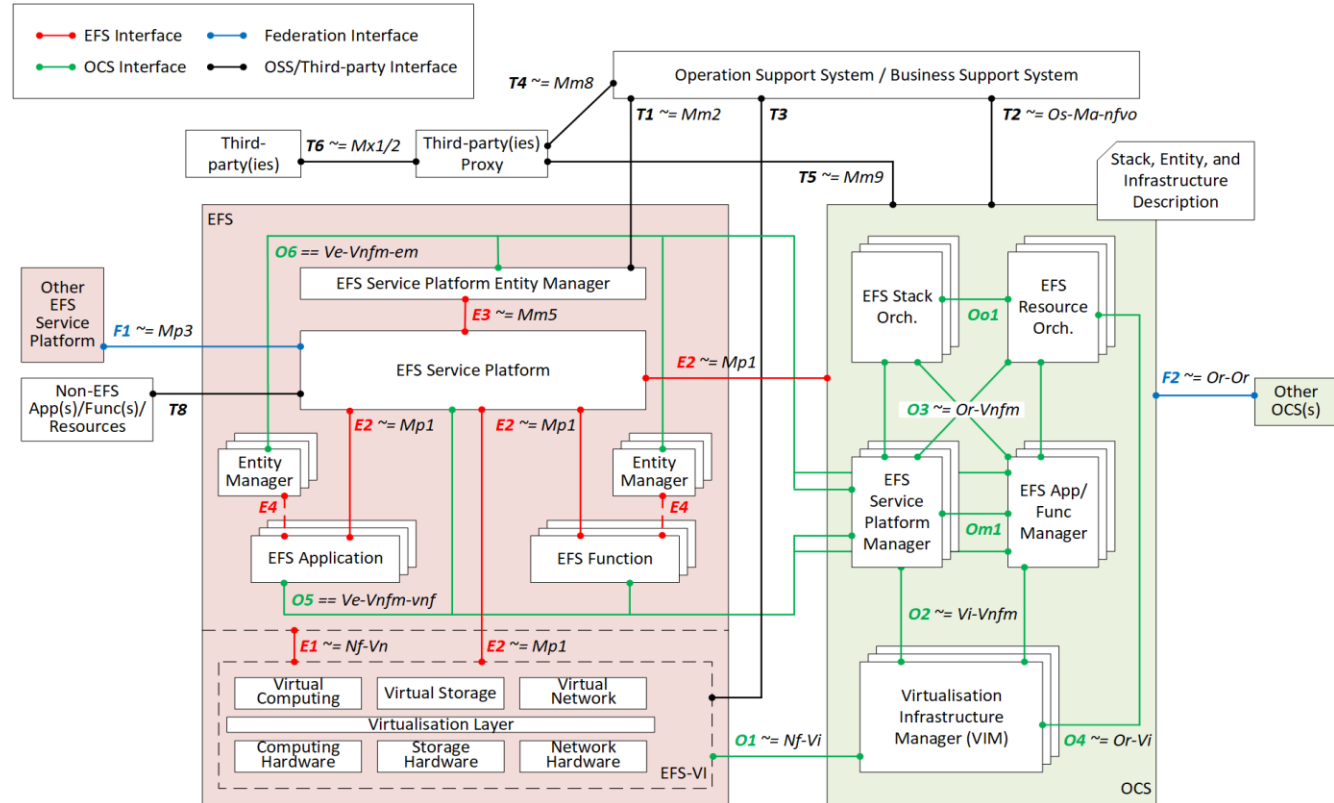 EFS Interface
Federation Interface
OCS Interface
OSS/Third-party Interface
Operation Support System / Business Support System
T4 ~= Mm8
T1 ~= Mm2
T3
T2 ~= Os-Ma-nfvo
Third-
party(ies)
T6 ~= Mx1/2
Third-party(ies)
Proxy
T5 ~= Mm9
Stack, Entity, and
Infrastructure
Description
EFS
O6 == Ve-Vnfm-em
EFS Service Platform Entity Manager
E3 ~= Mm5
Other
EFS
Service
Platform
F1 ~= Mp3
EFS Service Platform
E2 ~= Mp1
Non-EFS
App(s)/Func(s)/
Resources
T8
E2 ~= Mp1
E2 ~= Mp1
Entity
Manager
Entity
Manager
E4
E4
EFS Application
EFS Function
O5 == Ve-Vnfm-vnf
E1 ~= Nf-Vn
E2 ~= Mp1
Virtual
Computing
Virtual Storage
Virtual
Network
Virtualisation Layer
Computing
Hardware
Storage
Hardware
Network
Hardware
EFS-VI
O1 ~= Nf-Vi
EFS Stack
Orch.
Oo1
EFS
Resource
Orch.
O3 ~= Or-Vnfm
F2 ~= Or-Or
Other
OCS(s)
EFS
Service
Platform
Manager
Om1
EFS App/
Func
Manager
O2 ~= Vi-Vnfm
Virtualisation
Infrastructure
Manager (VIM)
O4 ~= Or-Vi
OCS